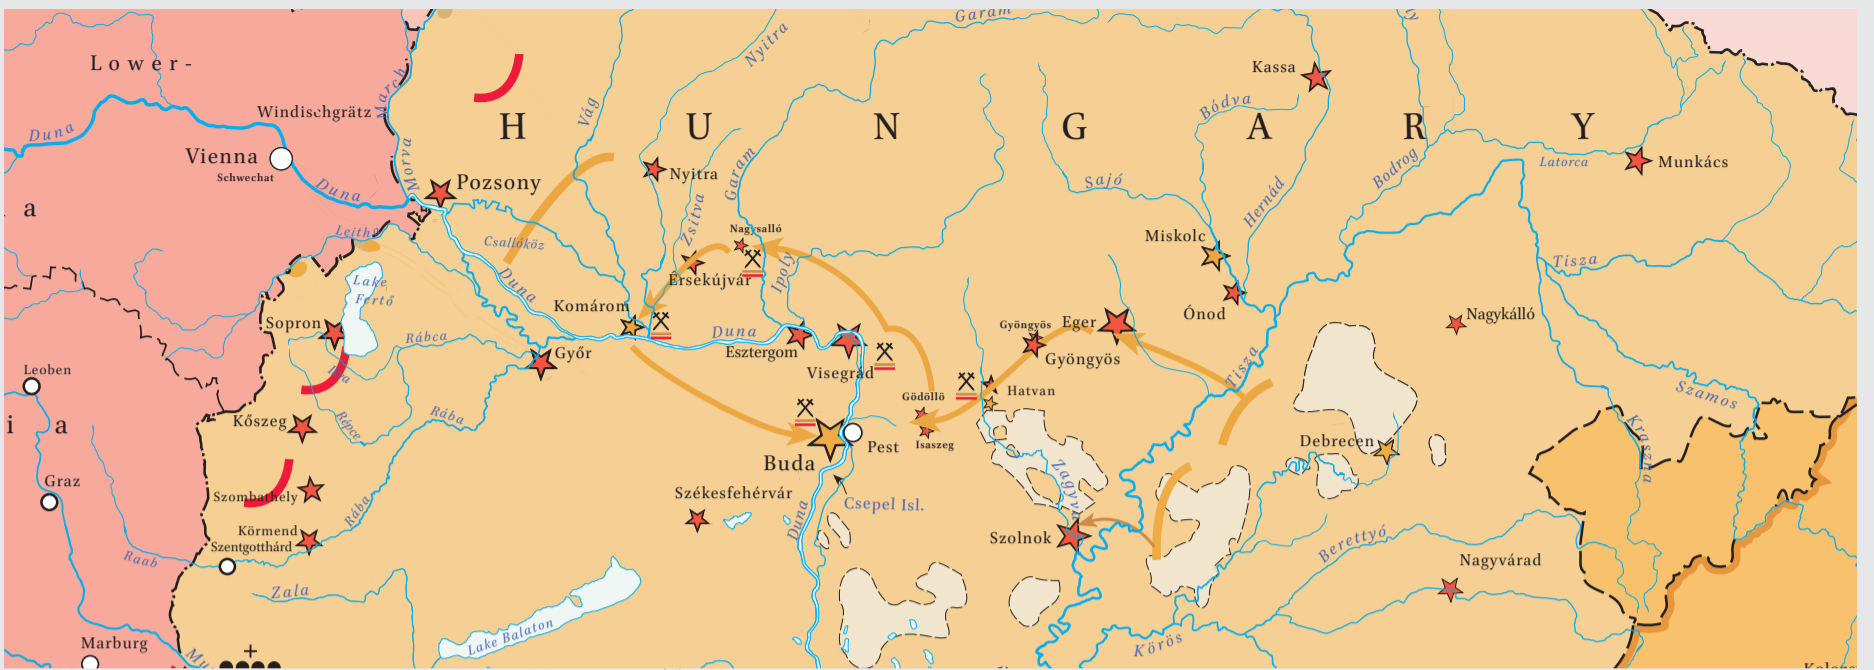 Garam
Nyitra
Lower-
Kassa
March
Vág
Bódva
Windischgrätz
H U N G A R Y
Duna
Vienna
Schwechat
Morva
Latorca
Munkács
Bodrog
Nyitra
Garam
Pozsony
Sajó
Duna
Hernád
a
Zsitva
Leitha
Csallóköz
Nagysalló
Miskolc
Ipoly
Tisza
Lake
Fertő
Duna
Érsekújvár
Komárom
Ónod
Nagykálló
Sopron
Rábca
Duna
Gyöngyös
Eger
Győr
Esztergom
Gyöngyös
Leoben
Visegrád
Tisza
Ikva
Gödöllő
Hatvan
Szamos
Kőszeg
Répce
Rába
i a
Isaszeg
Debrecen
Kraszna
Pest
Buda
Graz
Szombathely
Székesfehérvár
Zagyva
Csepel Isl.
Rába
Duna
Körmend
Szentgotthárd
Szolnok
Berettyó
Raab
Nagyvárad
Zala
Lake Balaton
Marburg
Körös